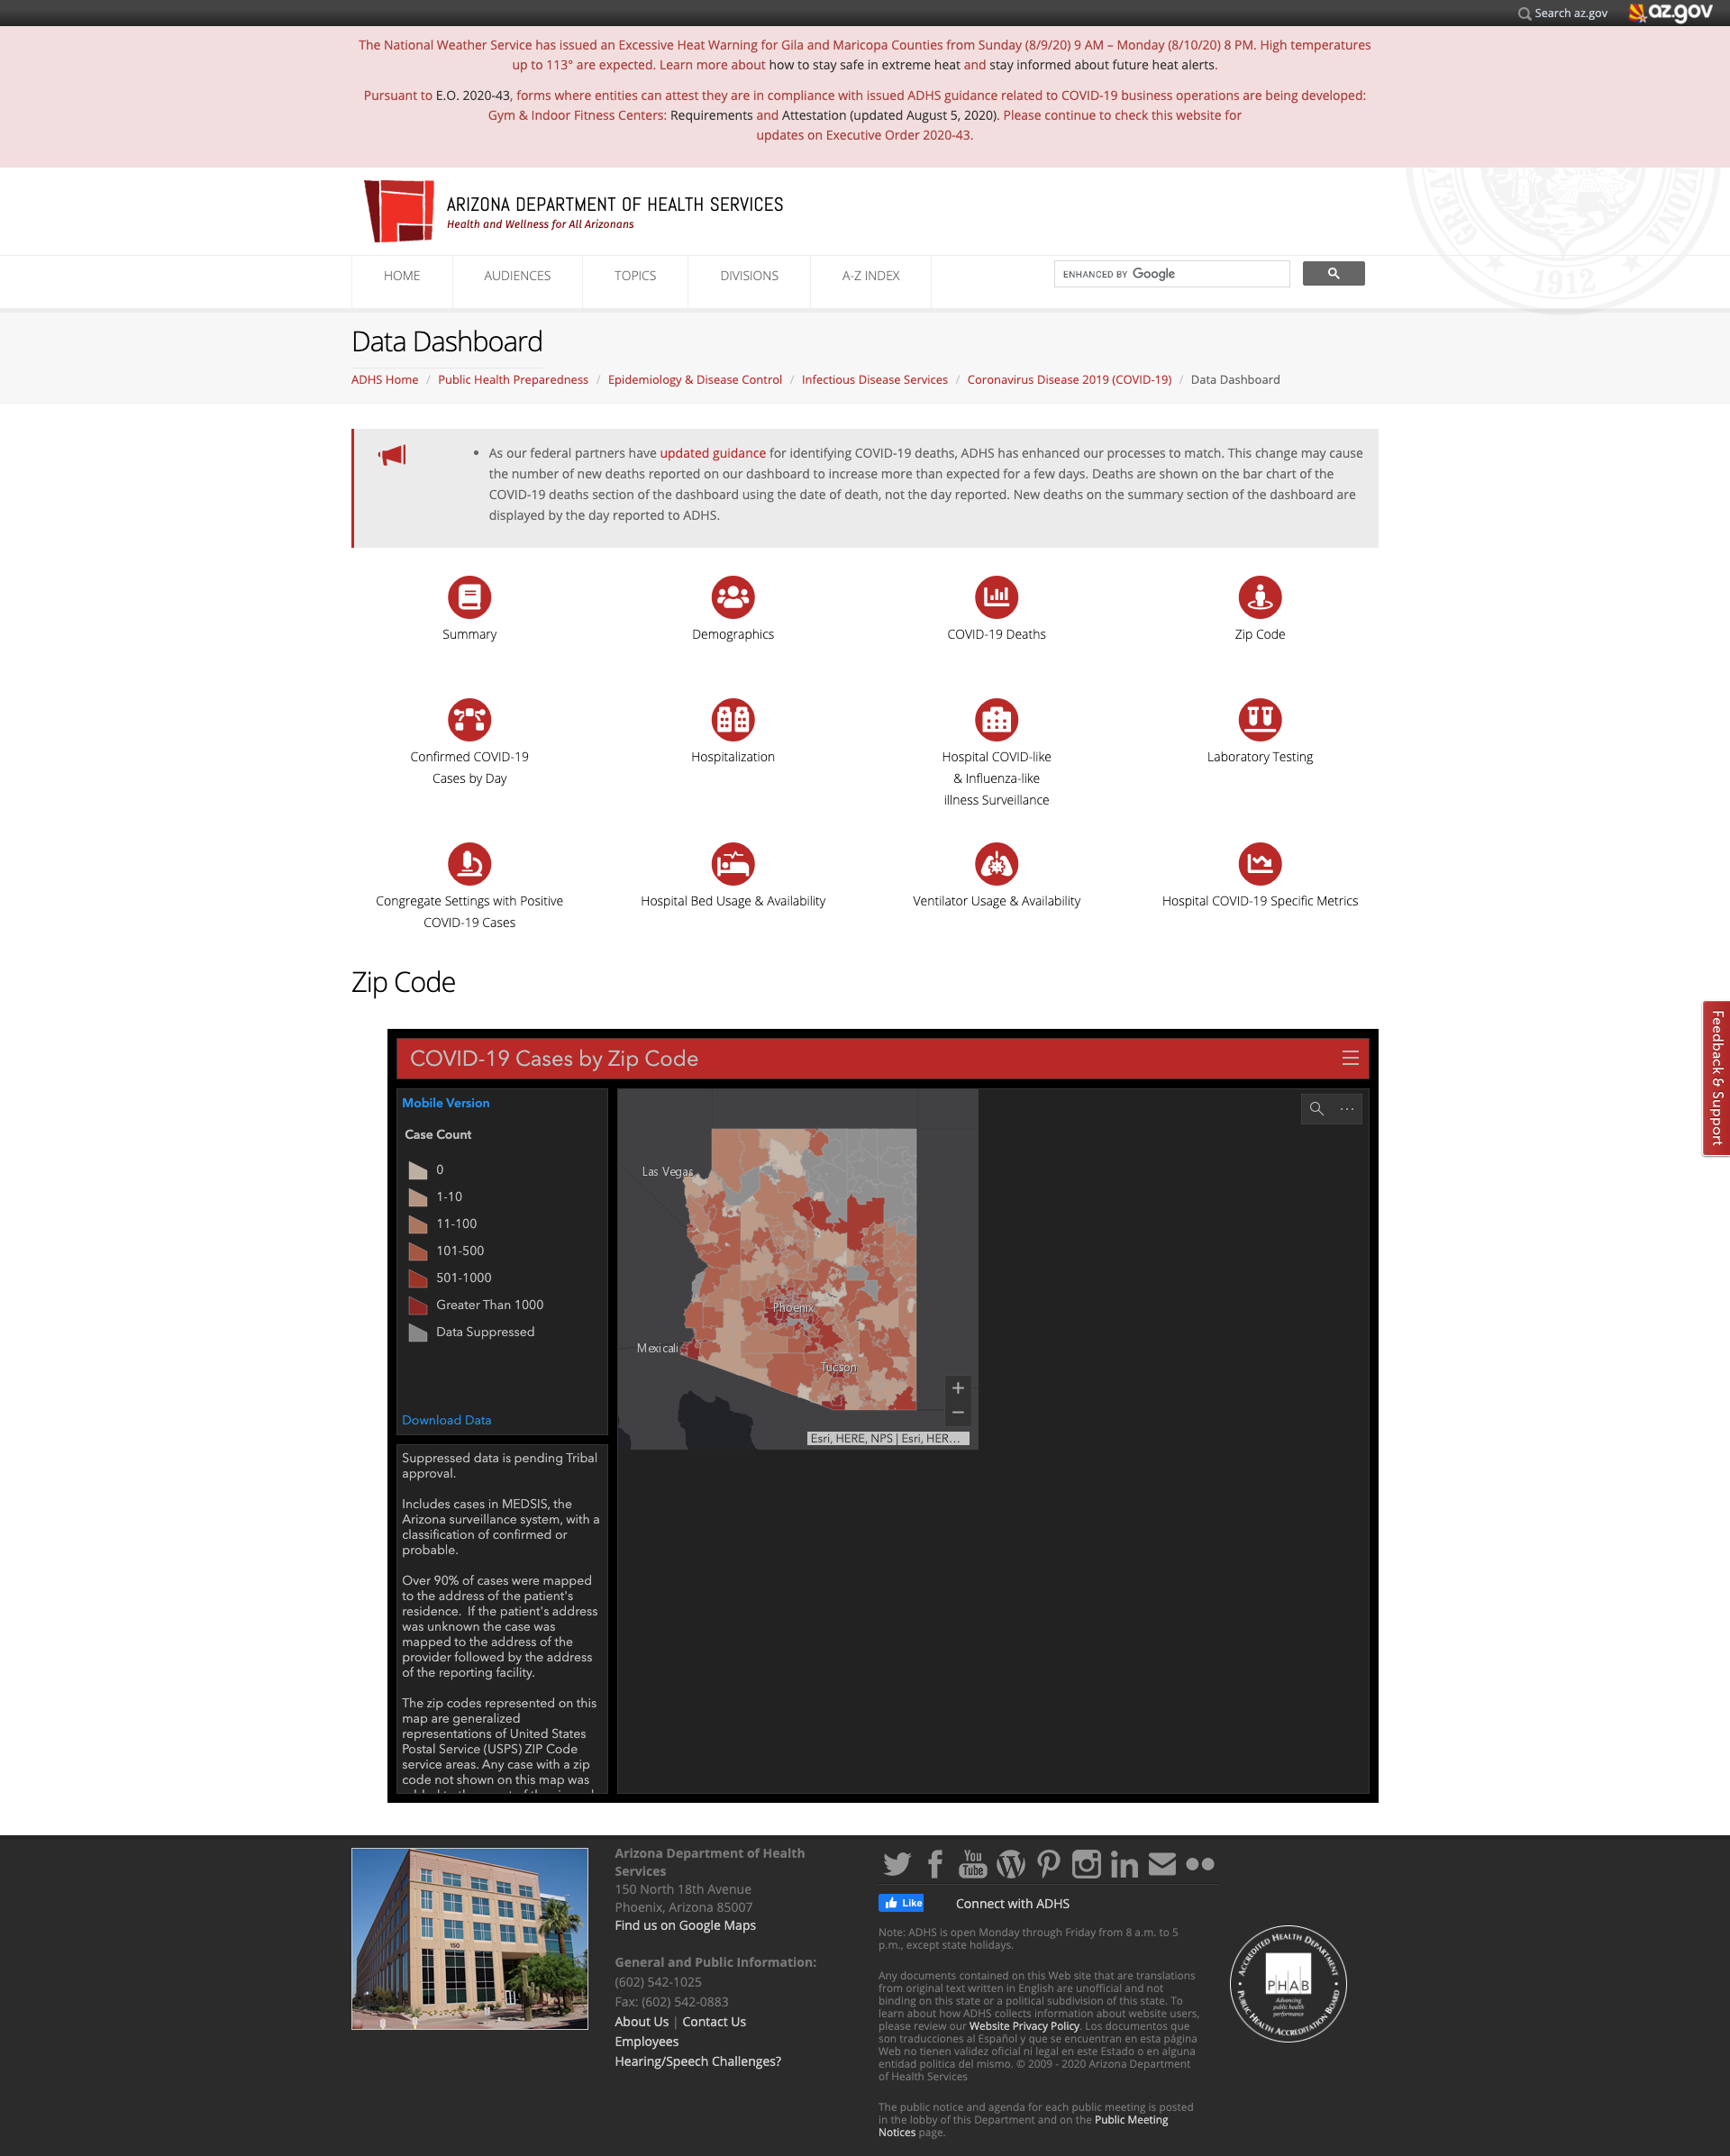 Search az.gov
az.gov
The National Weather Service has issued an Excessive Heat Warning for Gila and Maricopa Counties from Sunday (8/9/20) 9 AM – Monday (8/10/20) 8 PM. High temperatures
up to 113° are expected. Learn more about how to stay safe in extreme heat and stay informed about future heat alerts.
Pursuant to E.O. 2020-43, forms where entities can attest they are in compliance with issued ADHS guidance related to COVID-19 business operations are being developed:
Gym & Indoor Fitness Centers: Requirements and Attestation (updated August 5, 2020). Please continue to check this website for
updates on Executive Order 2020-43.
ARIZONA DEPARTMENT OF HEALTH SERVICES
Health and Wellness for All Arizonans
1912
HOME
AUDIENCES
TOPICS
DIVISIONS
A-Z INDEX
ENHANCED BY Google
Data Dashboard
ADHS Home / Public Health Preparedness / Epidemiology & Disease Control / Infectious Disease Services / Coronavirus Disease 2019 (COVID-19) / Data Dashboard
• As our federal partners have updated guidance for identifying COVID-19 deaths, ADHS has enhanced our processes to match. This change may cause
the number of new deaths reported on our dashboard to increase more than expected for a few days. Deaths are shown on the bar chart of the
COVID-19 deaths section of the dashboard using the date of death, not the day reported. New deaths on the summary section of the dashboard are
displayed by the day reported to ADHS.
Summary
Demographics
COVID-19 Deaths
Zip Code
Confirmed COVID-19
Cases by Day
Hospitalization
Hospital COVID-like
& Influenza-like
illness Surveillance
Laboratory Testing
Congregate Settings with Positive
COVID-19 Cases
Hospital Bed Usage & Availability
Ventilator Usage & Availability
Hospital COVID-19 Specific Metrics
Zip Code
Feedback & Support
COVID-19 Cases by Zip Code
Mobile Version
Case Count
0
1-10
11-100
101-500
501-1000
Greater Than 1000
Data Suppressed
Download Data
Las Vegas
Phoenix
Mexicali
Tucson
Esri, HERE, NPS | Esri, HER...
Suppressed data is pending Tribal
approval.
Includes cases in MEDSIS, the
Arizona surveillance system, with a
classification of confirmed or
probable.
Over 90% of cases were mapped
to the address of the patient's
residence. If the patient's address
was unknown the case was
mapped to the address of the
provider followed by the address
of the reporting facility.
The zip codes represented on this
map are generalized
representations of United States
Postal Service (USPS) ZIP Code
service areas. Any case with a zip
code not shown on this map was
150
Arizona Department of Health
Services
150 North 18th Avenue
Phoenix, Arizona 85007
Find us on Google Maps
General and Public Information:
(602) 542-1025
Fax: (602) 542-0883
About Us | Contact Us
Employees
Hearing/Speech Challenges?
You
Tube
Like
Connect with ADHS
Note: ADHS is open Monday through Friday from 8 a.m. to 5
p.m., except state holidays.
Any documents contained on this Web site that are translations
from original text written in English are unofficial and not
binding on this state or a political subdivision of this state. To
learn about how ADHS collects information about website users,
please review our Website Privacy Policy. Los documentos que
son traducciones al Español y que se encuentran en esta página
Web no tienen validez oficial ni legal en este Estado o en alguna
entidad politica del mismo. © 2009 - 2020 Arizona Department
of Health Services
The public notice and agenda for each public meeting is posted
in the lobby of this Department and on the Public Meeting
Notices page.
ACCREDITED HEALTH DEPARTMENT
PHAB
Advancing
public health
performance
PUBLIC HEALTH ACCREDITATION BOARD